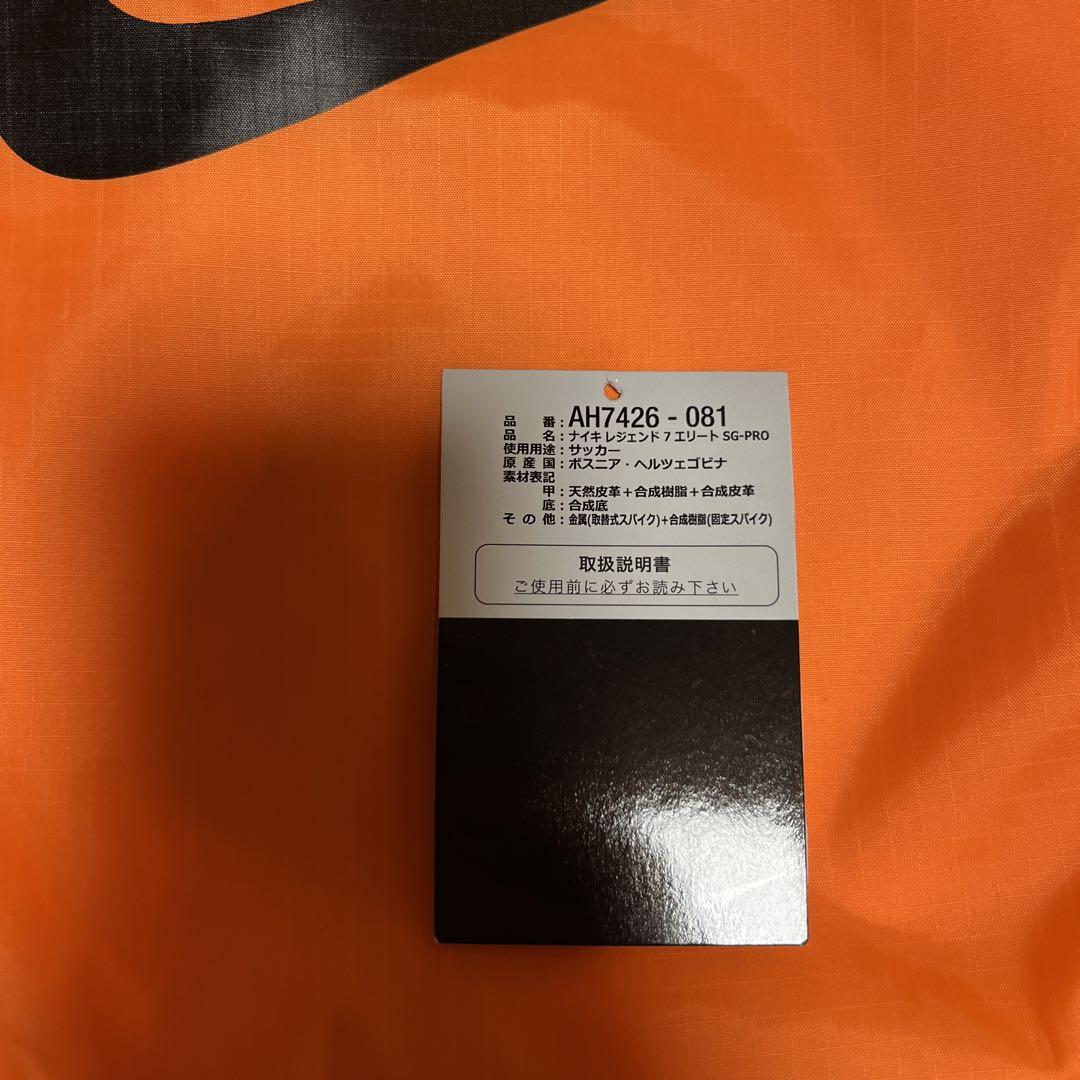 品番：AH7426 - 081
品名：ナイキ レジェンド 7 エリート SG-PRO
使用用途：サッカー
原産国：ボスニア・ヘルツェゴビナ
素材表記
甲：天然皮革＋合成樹脂＋合成皮革
底：合成底
その他：金属(取替式スパイク)＋合成樹脂(固定スパイク)
取扱説明書
ご使用前に必ずお読み下さい